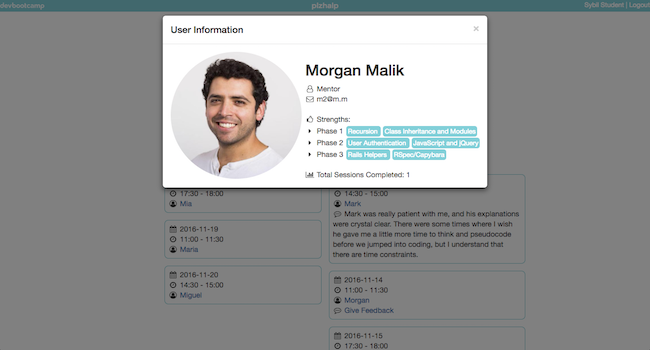 devbootcamp
plzhalp
Sybil Student | Logout
User Information
×
Morgan Malik
Mentor
m2@m.m
Strengths:
Phase 1 Recursion Class Inheritance and Modules
Phase 2 User Authentication JavaScript and jQuery
Phase 3 Rails Helpers RSpec/Capybara
Total Sessions Completed: 1
17:30 - 18:00
Mia
2016-11-19
11:00 - 11:30
Maria
2016-11-20
14:30 - 15:00
Miguel
14:30 - 15:00
Mark
Mark was really patient with me, and his explanations
were crystal clear. There were some times where I wish
he gave me a little more time to think and pseudocode
before we jumped into coding, but I understand that
there are time constraints.
2016-11-14
11:00 - 11:30
Morgan
Give Feedback
2016-11-15
17:30 - 18:00